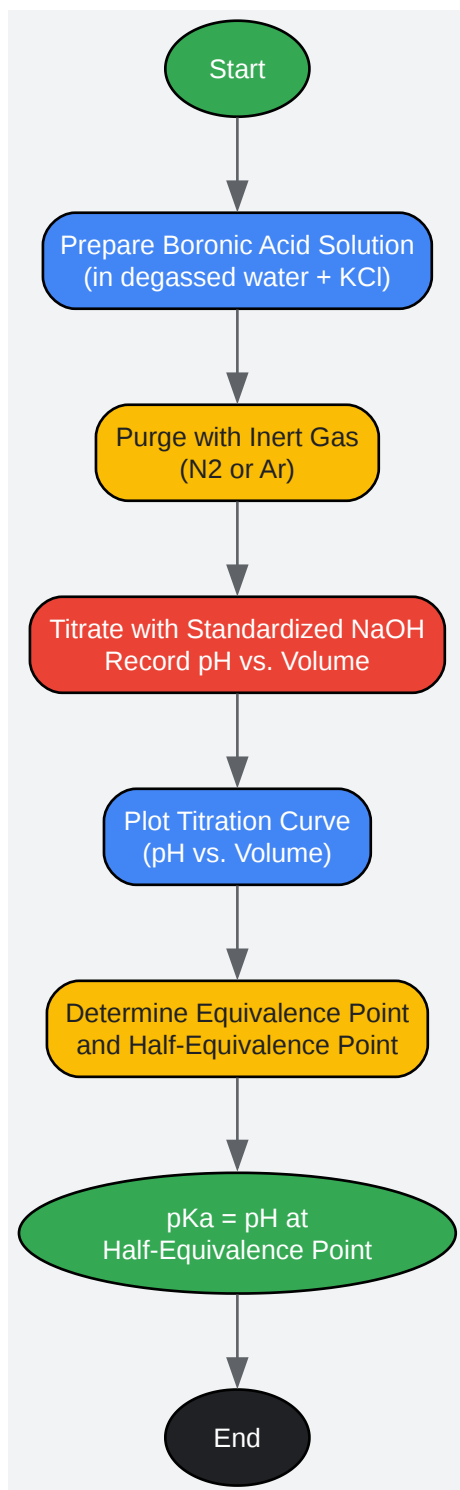 Start
Prepare Boronic Acid Solution
(in degassed water + KCl)
Purge with Inert Gas
(N2 or Ar)
Titrate with Standardized NaOH
Record pH vs. Volume
Plot Titration Curve
(pH vs. Volume)
Determine Equivalence Point
and Half-Equivalence Point
pKa = pH at
Half-Equivalence Point
End